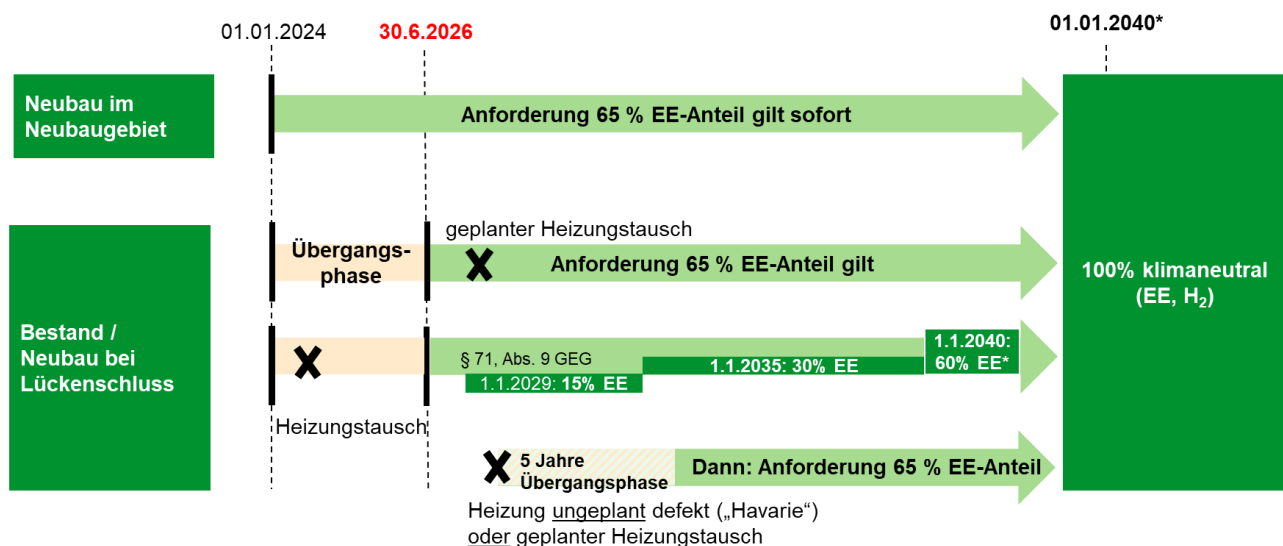 01.01.2024
30.6.2026
01.01.2040*
Neubau im
Neubaugebiet
Anforderung 65 % EE-Anteil gilt sofort
geplanter Heizungstausch
Übergangs-
phase
Anforderung 65 % EE-Anteil gilt
100% klimaneutral
(EE, H₂)
Bestand /
Neubau bei
Lückenschluss
§ 71, Abs. 9 GEG
1.1.2029: 15% EE
1.1.2035: 30% EE
1.1.2040:
60% EE*
Heizungstausch
5 Jahre
Übergangsphase
Dann: Anforderung 65 % EE-Anteil
Heizung ungeplant defekt („Havarie“)
oder geplanter Heizungstausch